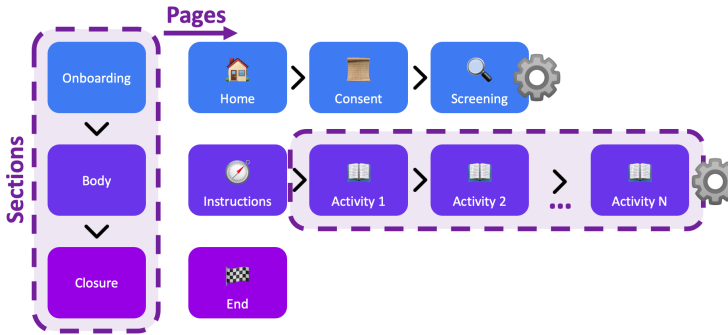 Pages
Sections
Onboarding
Home
Consent
Screening
Body
Instructions
Activity 1
Activity 2
...
Activity N
Closure
End